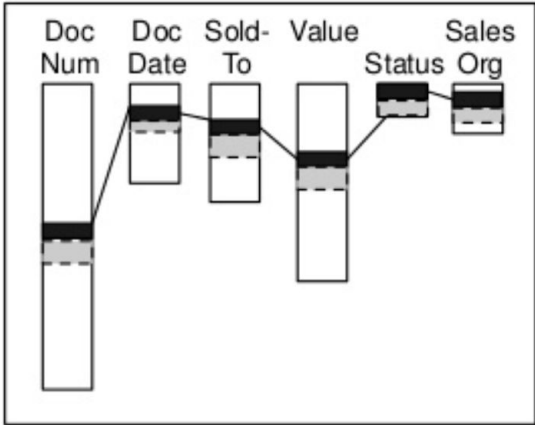 Doc Num
Doc Date
Sold-To
Value
Status
Sales Org